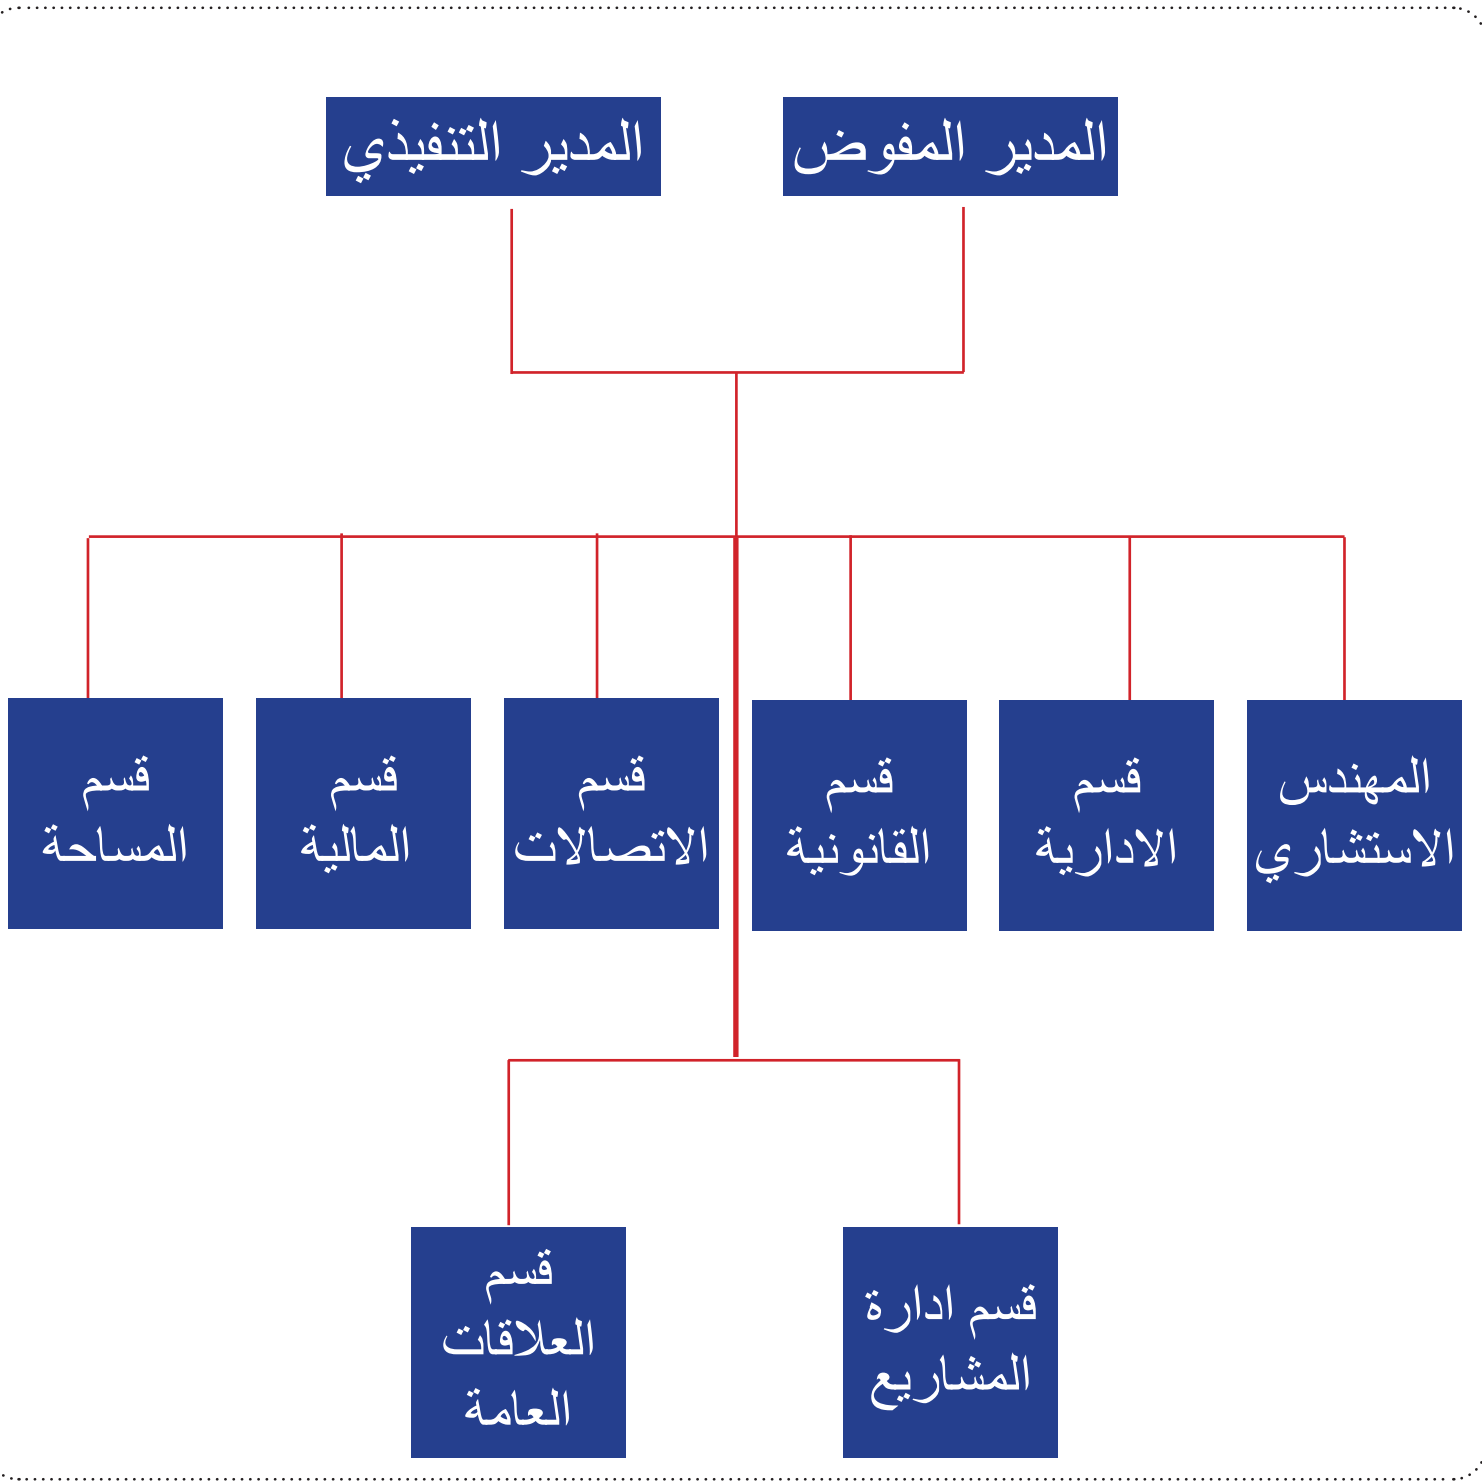 المدير المفوض
المدير التنفيذي
المهندس
الاستشاري
قسم
الادارية
قسم
القانونية
قسم
الاتصالات
قسم
المالية
قسم
المساحة
قسم ادارة
المشاريع
قسم
العلاقات
العامة